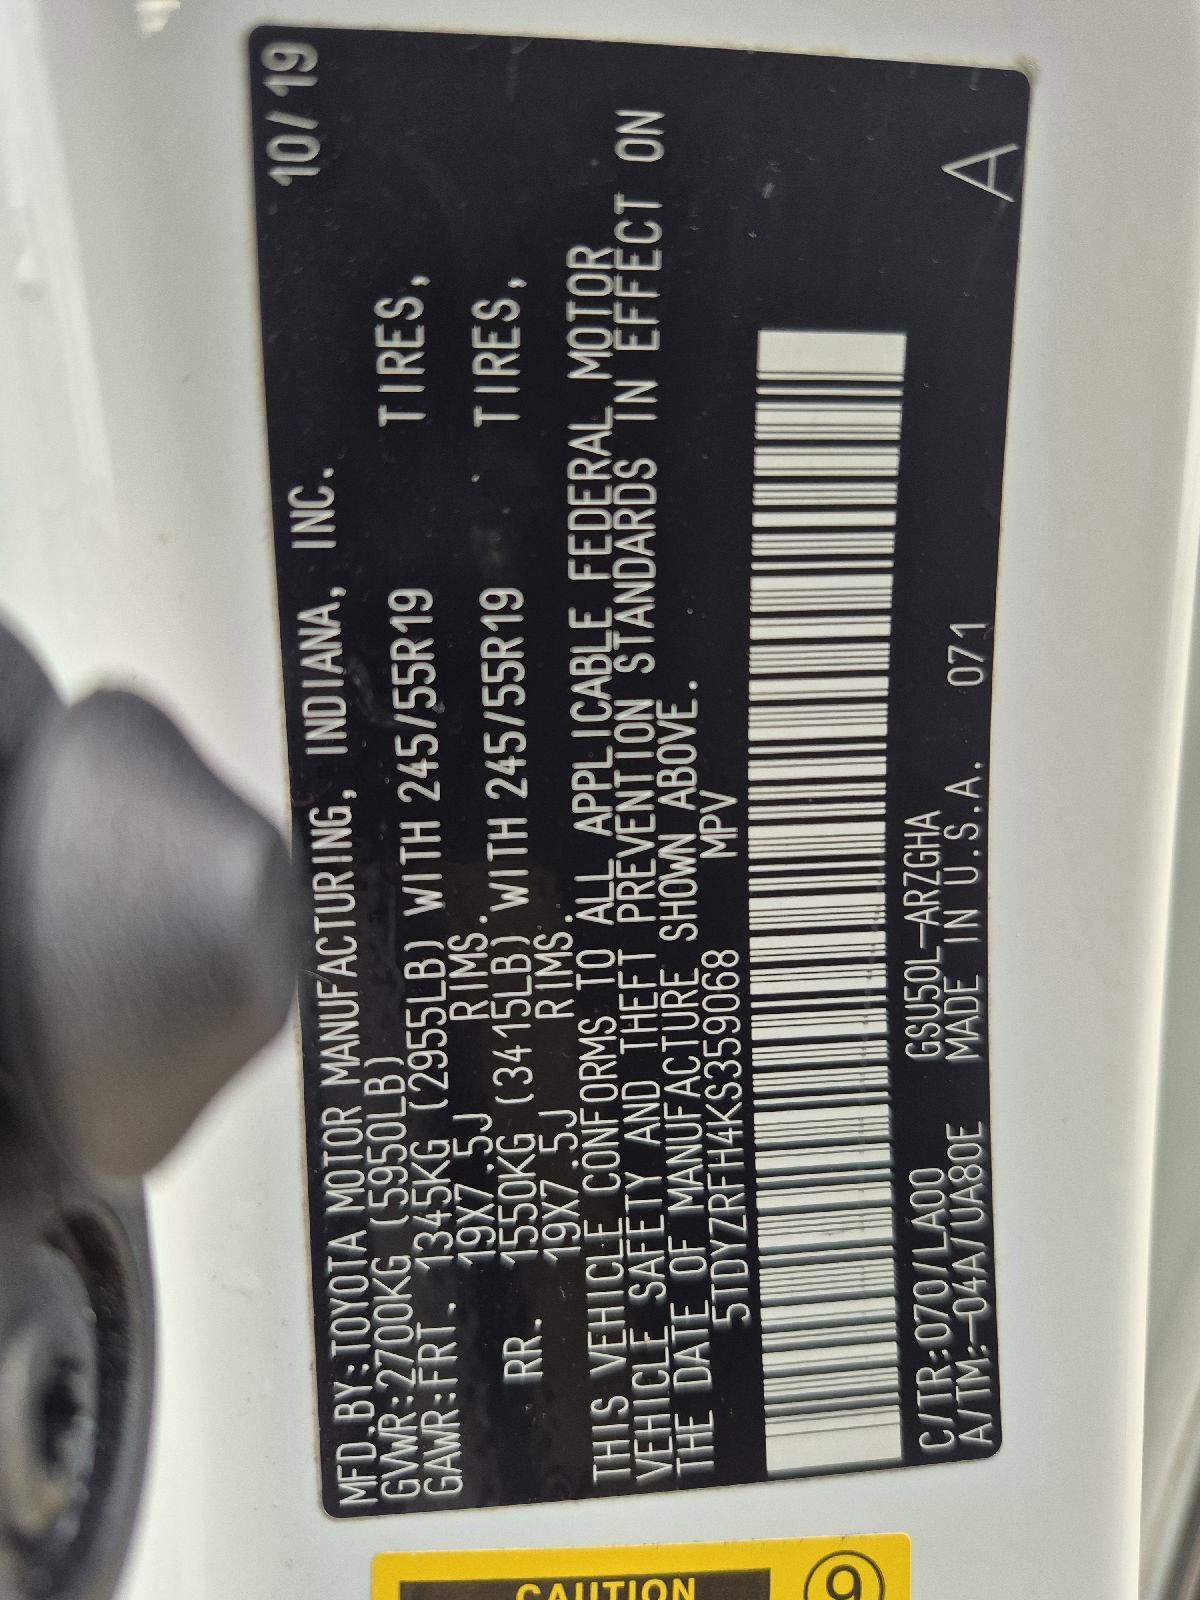 MFD.BY:TOYOTA MOTOR MANUFACTURING, INDIANA, INC. 10/19
GVWR:2700KG (5950LB)
GAWR:FRT. 1345KG (2955LB) WITH 245/55R19 TIRES,
19X7.5J RIMS.
RR. 1550KG (3415LB) WITH 245/55R19 TIRES,
19X7.5J RIMS.
THIS VEHICLE CONFORMS TO ALL APPLICABLE FEDERAL MOTOR
VEHICLE SAFETY AND THEFT PREVENTION STANDARDS IN EFFECT ON
THE DATE OF MANUFACTURE SHOWN ABOVE.
5TDYZRFH4KS359068 MPV
C/TR:070/LA00 GSU50L-ARZGHA
A/TM:-04A/UA80E MADE IN U.S.A. 071 A
CAUTION
9